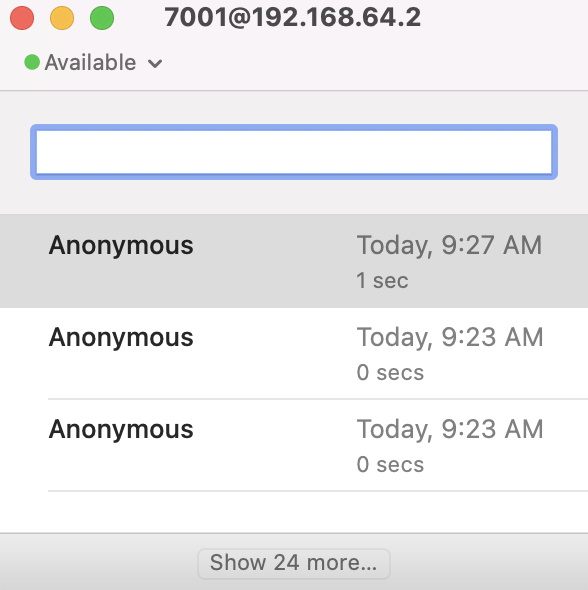 7001@192.168.64.2
Available
Anonymous Today, 9:27 AM
1 sec
Anonymous Today, 9:23 AM
0 secs
Anonymous Today, 9:23 AM
0 secs
Show 24 more...